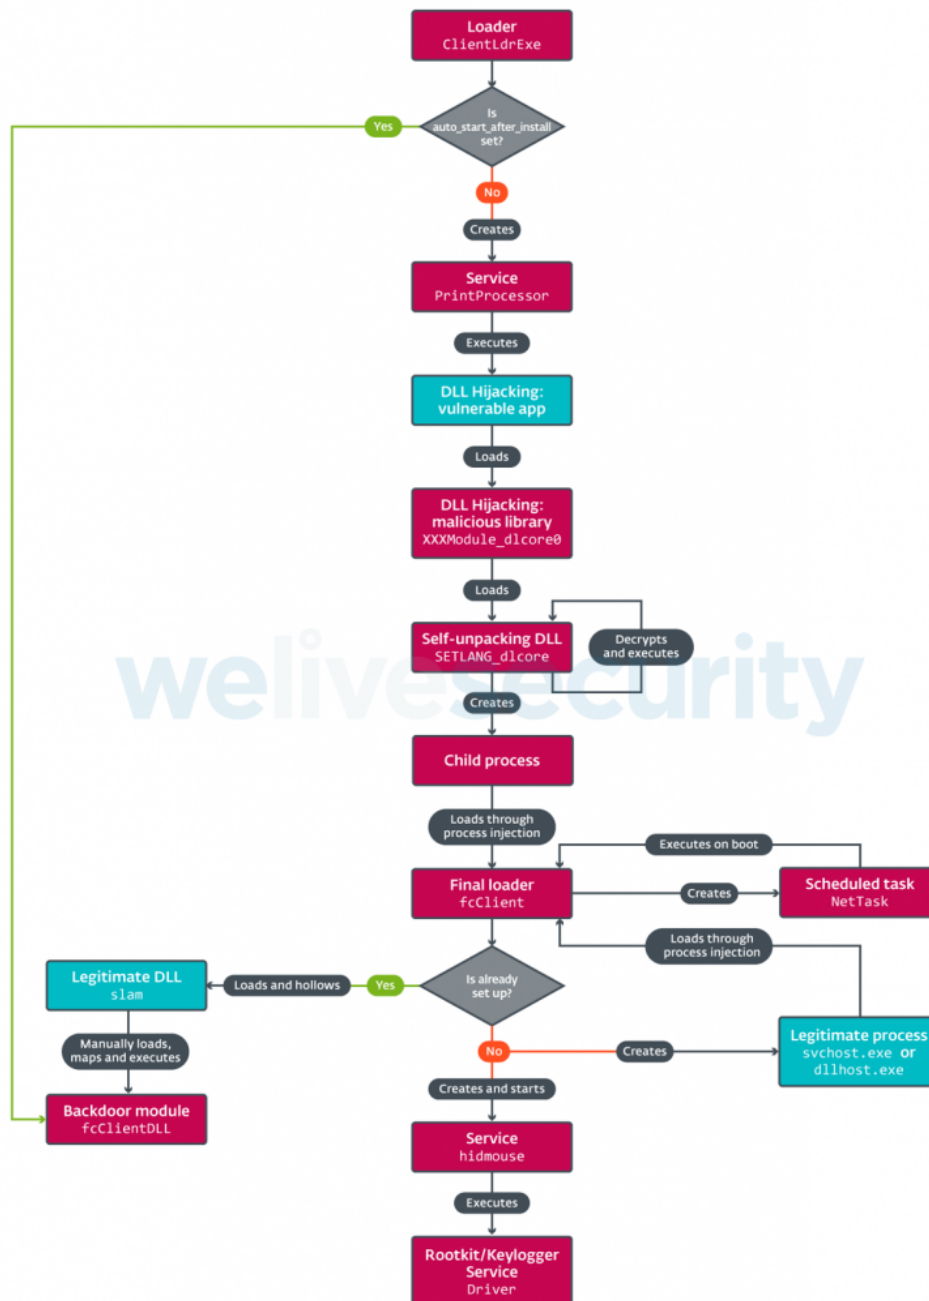 Loader
ClientLdrExe
Is
auto_start_after_install
set?
Yes
No
Creates
Service
PrintProcessor
Executes
DLL Hijacking:
vulnerable app
Loads
DLL Hijacking:
malicious library
XXXModule_dlcore0
Loads
Self-unpacking DLL
SETLANG_dlcore
Decrypts
and executes
welivesecurity
Creates
Child process
Loads through
process injection
Executes on boot
Final loader
fcClient
Creates
Scheduled task
NetTask
Loads through
process injection
Legitimate DLL
slam
Loads and hollows
Yes
Is already
set up?
Manually loads,
maps and executes
No
Creates
Legitimate process
svchost.exe or
dllhost.exe
Creates and starts
Backdoor module
fcClientDLL
Service
hidmouse
Executes
Rootkit/Keylogger
Service
Driver